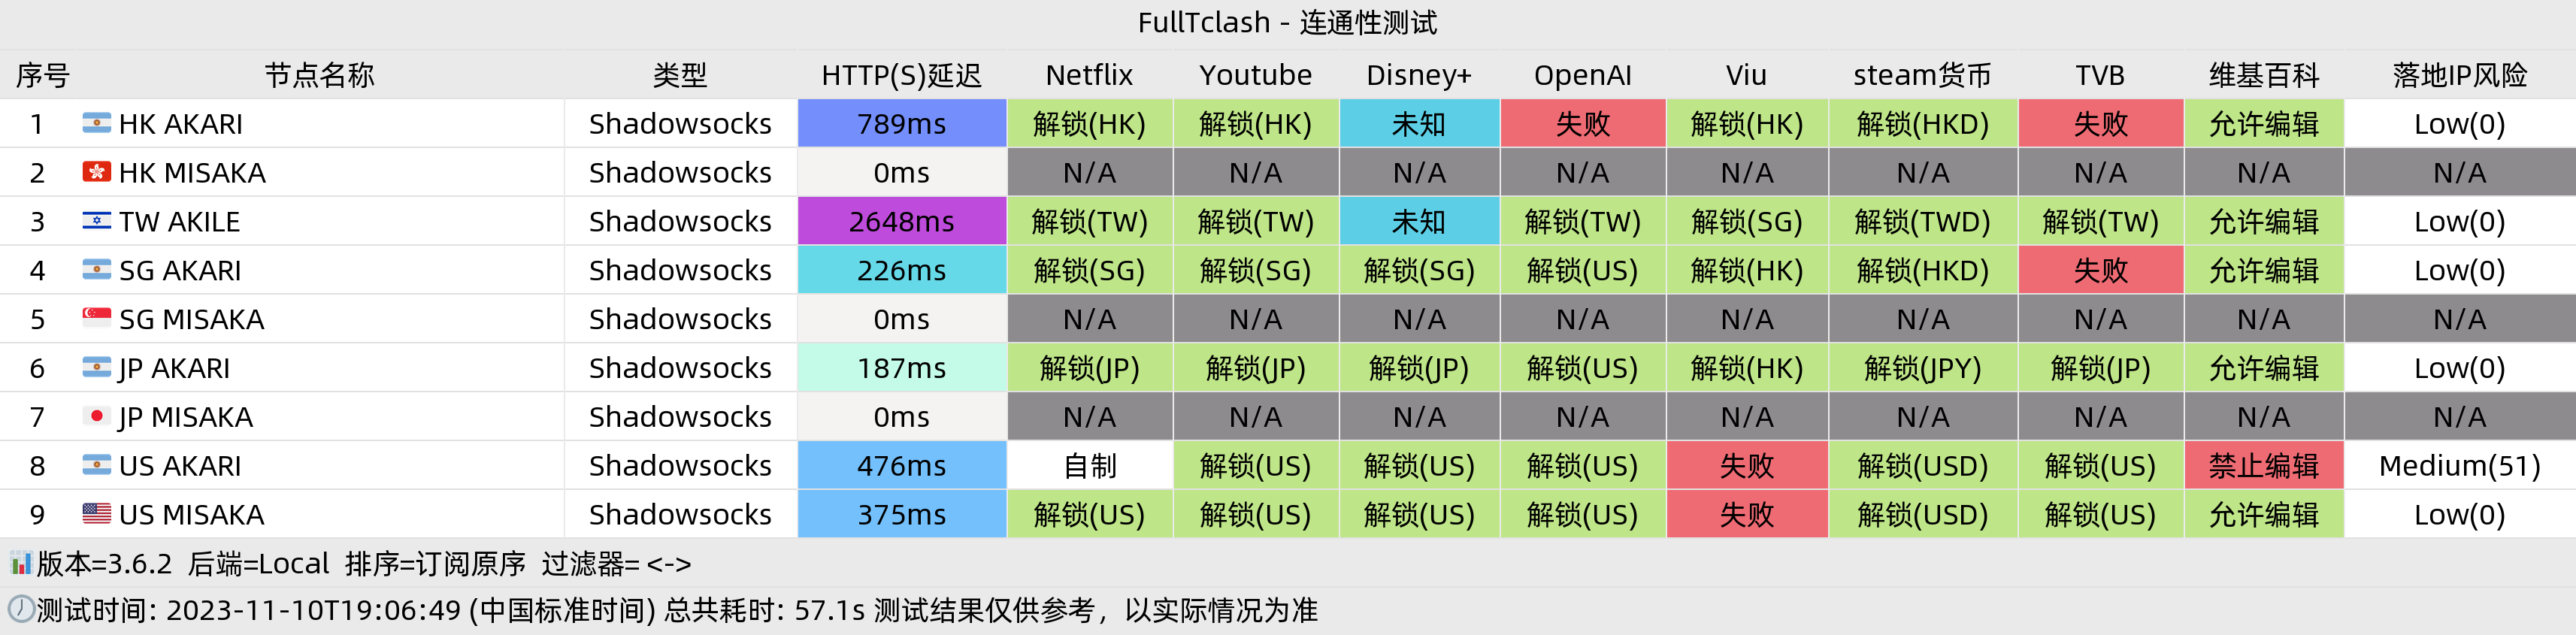 FullTclash - 连通性测试
序号 节点名称 类型 HTTP(S)延迟 Netflix Youtube Disney+ OpenAI Viu steam货币 TVB 维基百科 落地IP风险
1 HK AKARI Shadowsocks 789ms 解锁(HK) 解锁(HK) 未知 失败 解锁(HK) 解锁(HKD) 失败 允许编辑 Low(0)
2 HK MISAKA Shadowsocks 0ms N/A N/A N/A N/A N/A N/A N/A N/A N/A
3 TW AKILE Shadowsocks 2648ms 解锁(TW) 解锁(TW) 未知 解锁(TW) 解锁(SG) 解锁(TWD) 解锁(TW) 允许编辑 Low(0)
4 SG AKARI Shadowsocks 226ms 解锁(SG) 解锁(SG) 解锁(SG) 解锁(US) 解锁(HK) 解锁(HKD) 失败 允许编辑 Low(0)
5 SG MISAKA Shadowsocks 0ms N/A N/A N/A N/A N/A N/A N/A N/A N/A
6 JP AKARI Shadowsocks 187ms 解锁(JP) 解锁(JP) 解锁(JP) 解锁(US) 解锁(HK) 解锁(JPY) 解锁(JP) 允许编辑 Low(0)
7 JP MISAKA Shadowsocks 0ms N/A N/A N/A N/A N/A N/A N/A N/A N/A
8 US AKARI Shadowsocks 476ms 自制 解锁(US) 解锁(US) 解锁(US) 失败 解锁(USD) 解锁(US) 禁止编辑 Medium(51)
9 US MISAKA Shadowsocks 375ms 解锁(US) 解锁(US) 解锁(US) 解锁(US) 失败 解锁(USD) 解锁(US) 允许编辑 Low(0)
版本=3.6.2 后端=Local 排序=订阅原序 过滤器= <->
测试时间: 2023-11-10T19:06:49 (中国标准时间) 总共耗时: 57.1s 测试结果仅供参考，以实际情况为准